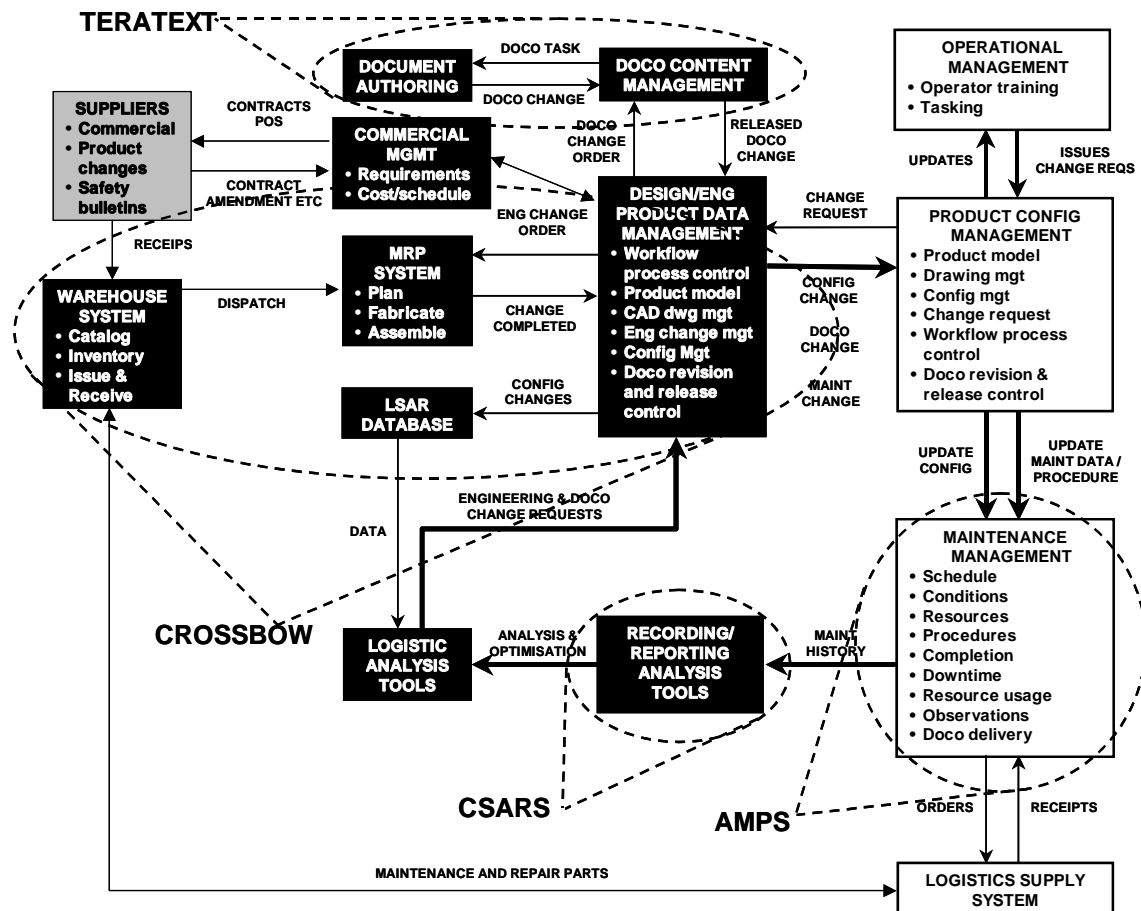 TERATEXT
DOCO TASK
DOCUMENT
AUTHORING
DOCO CONTENT
MANAGEMENT
DOCO CHANGE
OPERATIONAL
MANAGEMENT
• Operator training
• Tasking
SUPPLIERS
• Commercial
• Product
changes
• Safety
bulletins
CONTRACTS
POS
COMMERCIAL
MGMT
• Requirements
• Cost/schedule
DOCO
CHANGE
ORDER
RELEASED
DOCO
CHANGE
UPDATES
ISSUES
CHANGE REQS
CONTRACT
AMENDMENT ETC
ENG CHANGE
ORDER
DESIGN/ENG
PRODUCT DATA
MANAGEMENT
• Workflow
process control
• Product model
• CAD dwg mgt
• Eng change mgt
• Config Mgt
• Doco revision
and release
control
CHANGE
REQUEST
PRODUCT CONFIG
MANAGEMENT
• Product model
• Drawing mgt
• Config mgt
• Change request
• Workflow process
control
• Doco revision &
release control
RECEIPS
WAREHOUSE
SYSTEM
• Catalog
• Inventory
• Issue &
Receive
DISPATCH
MRP
SYSTEM
• Plan
• Fabricate
• Assemble
CHANGE
COMPLETED
CONFIG
CHANGE
DOCO
CHANGE
MAINT
CHANGE
LSAR
DATABASE
CONFIG
CHANGES
UPDATE
CONFIG
UPDATE
MAINT DATA /
PROCEDURE
ENGINEERING & DOCO
CHANGE REQUESTS
DATA
MAINTENANCE
MANAGEMENT
• Schedule
• Conditions
• Resources
• Procedures
• Completion
• Downtime
• Resource usage
• Observations
• Doco delivery
CROSSBOW
LOGISTIC
ANALYSIS
TOOLS
ANALYSIS &
OPTIMISATION
RECORDING/
REPORTING
ANALYSIS
TOOLS
MAINT
HISTORY
CSARS
AMPS
ORDERS
RECEIPTS
MAINTENANCE AND REPAIR PARTS
LOGISTICS SUPPLY
SYSTEM